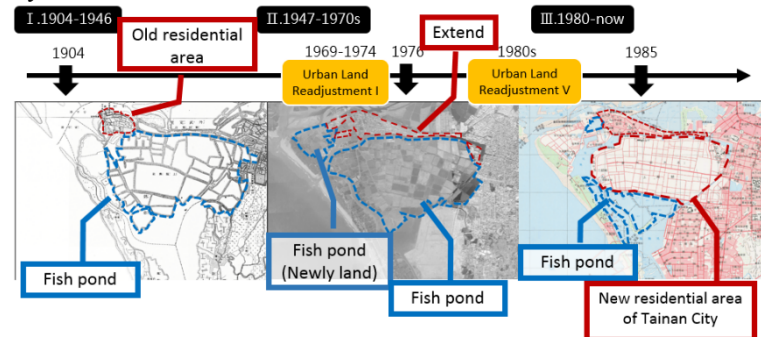 I.1904-1946
II.1947-1970s
III.1980-now
Old residential
area
Extend
1904
1969-1974
1976
1980s
1985
Urban Land
Readjustment I
Urban Land
Readjustment V
Fish pond
Fish pond
(Newly land)
Fish pond
Fish pond
New residential area
of Tainan City